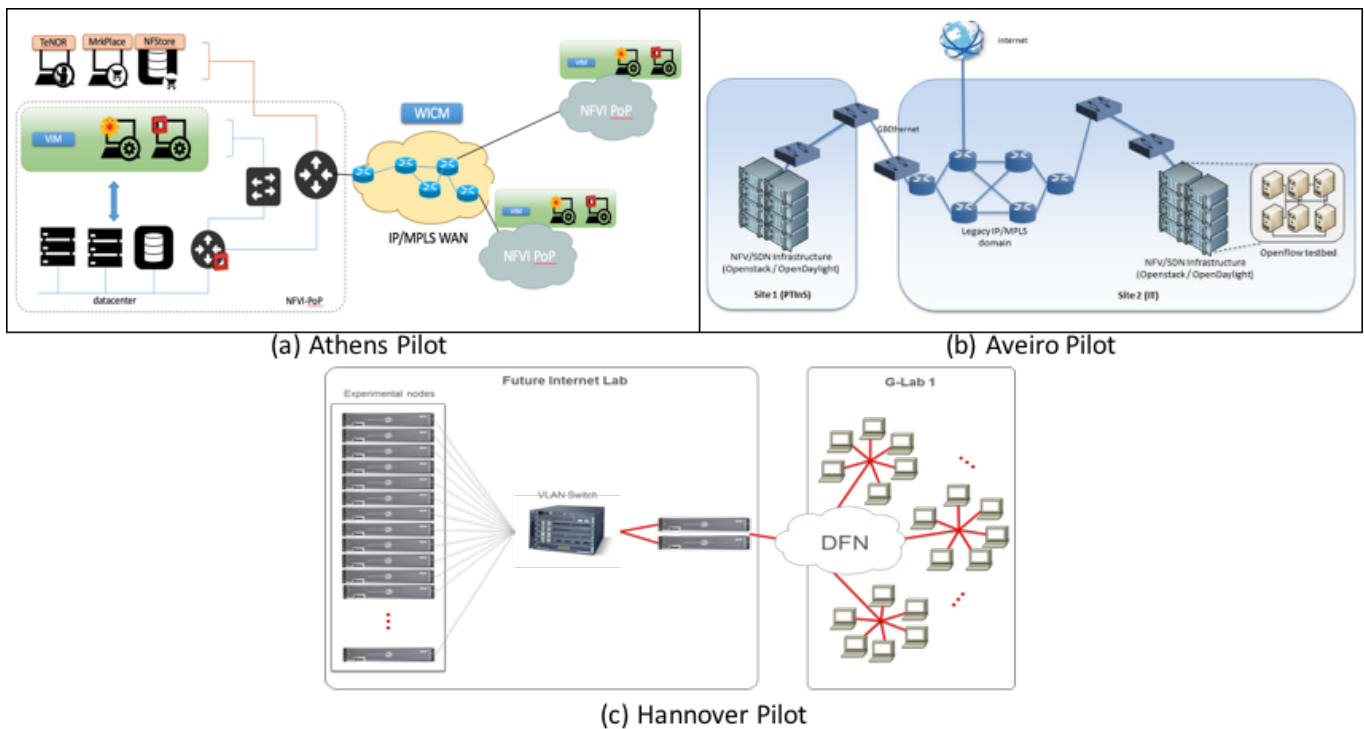 TeNOR
MrkPlace
NFStore
VIM
datacenter
NFVI-PoP
WICM
IP/MPLS WAN
VIM
NFVI PoP
VIM
NFVI PoP
(a) Athens Pilot
Internet
GBEthernet
Legacy IP/MPLS
domain
NFV/SDN Infrastructure
(Openstack / OpenDaylight)
Site 1 (PTInS)
NFV/SDN Infrastructure
(Openstack / OpenDaylight)
Openflow testbed
Site 2 (IT)
(b) Aveiro Pilot
Future Internet Lab
Experimental nodes
VLAN Switch
G-Lab 1
DFN
(c) Hannover Pilot